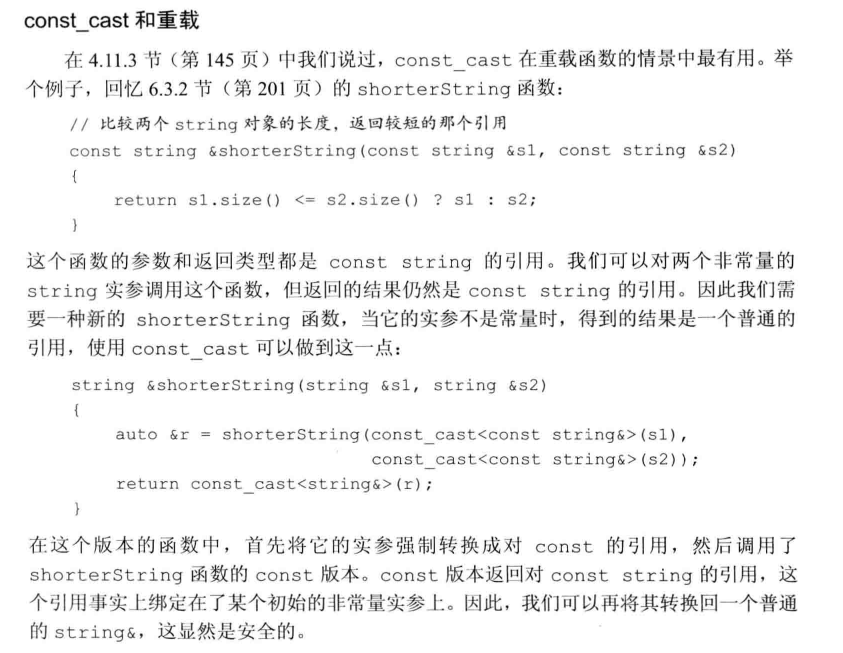 const_cast 和重载
在 4.11.3 节（第 145 页）中我们说过，const_cast 在重载函数的情景中最有用。举
个例子，回忆 6.3.2 节（第 201 页）的 shorterString 函数：
// 比较两个 string 对象的长度，返回较短的那个引用
const string &shorterString(const string &s1, const string &s2)
{
return s1.size() <= s2.size() ? s1 : s2;
}
这个函数的参数和返回类型都是 const string 的引用。我们可以对两个非常量的
string 实参调用这个函数，但返回的结果仍然是 const string 的引用。因此我们需
要一种新的 shorterString 函数，当它的实参不是常量时，得到的结果是一个普通的
引用，使用 const_cast 可以做到这一点：
string &shorterString(string &s1, string &s2)
{
auto &r = shorterString(const_cast<const string&>(s1),
const_cast<const string&>(s2));
return const_cast<string&>(r);
}
在这个版本的函数中，首先将它的实参强制转换成对 const 的引用，然后调用了
shorterString 函数的 const 版本。const 版本返回对 const string 的引用，这
个引用事实上绑定在了某个初始的非常量实参上。因此，我们可以再将其转换回一个普通
的 string&，这显然是安全的。